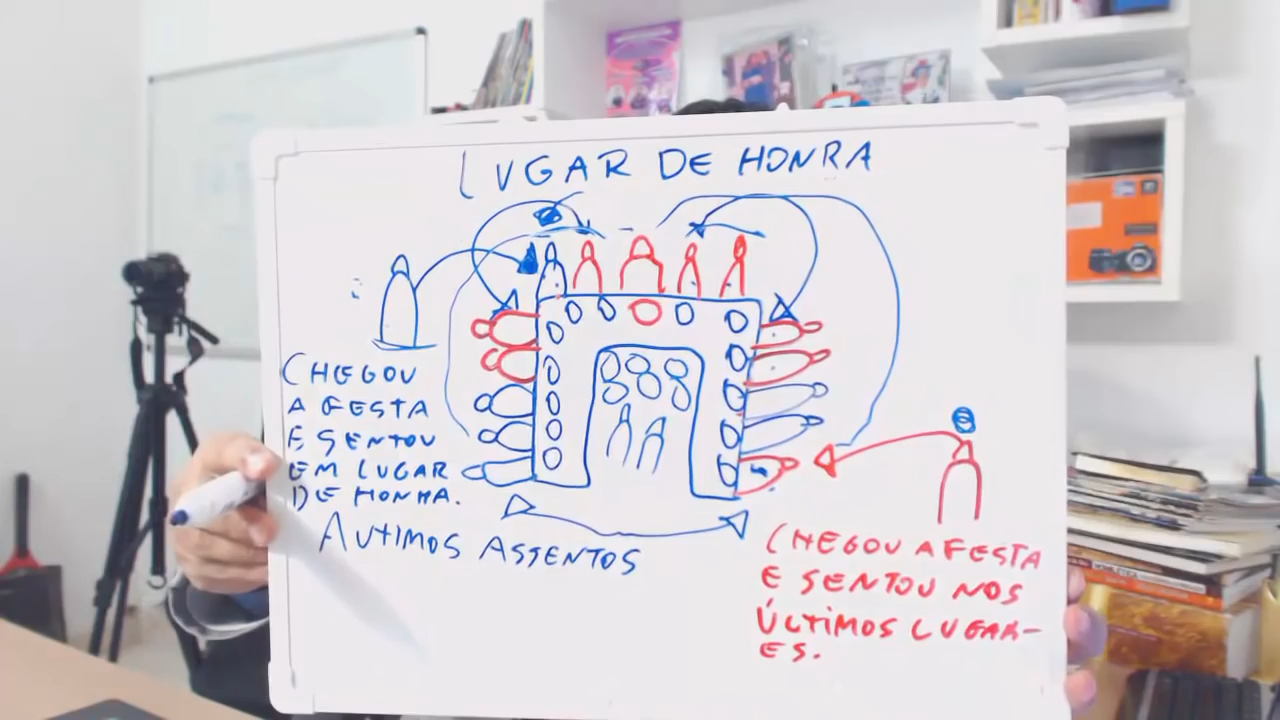 LUGAR DE HONRA
CHEGOU
A FESTA
E SENTOU
EM LUGAR
DE HONRA.
AUTIMOS ASSENTOS
CHEGOU A FESTA
E SENTOU NOS
ÚLTIMOS LUGAR-
ES.